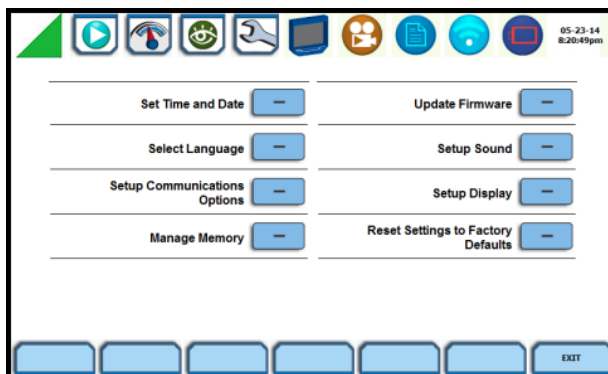 05-23-14
8:20:49pm
Set Time and Date
Update Firmware
Select Language
Setup Sound
Setup Communications
Options
Setup Display
Manage Memory
Reset Settings to Factory
Defaults
EXIT